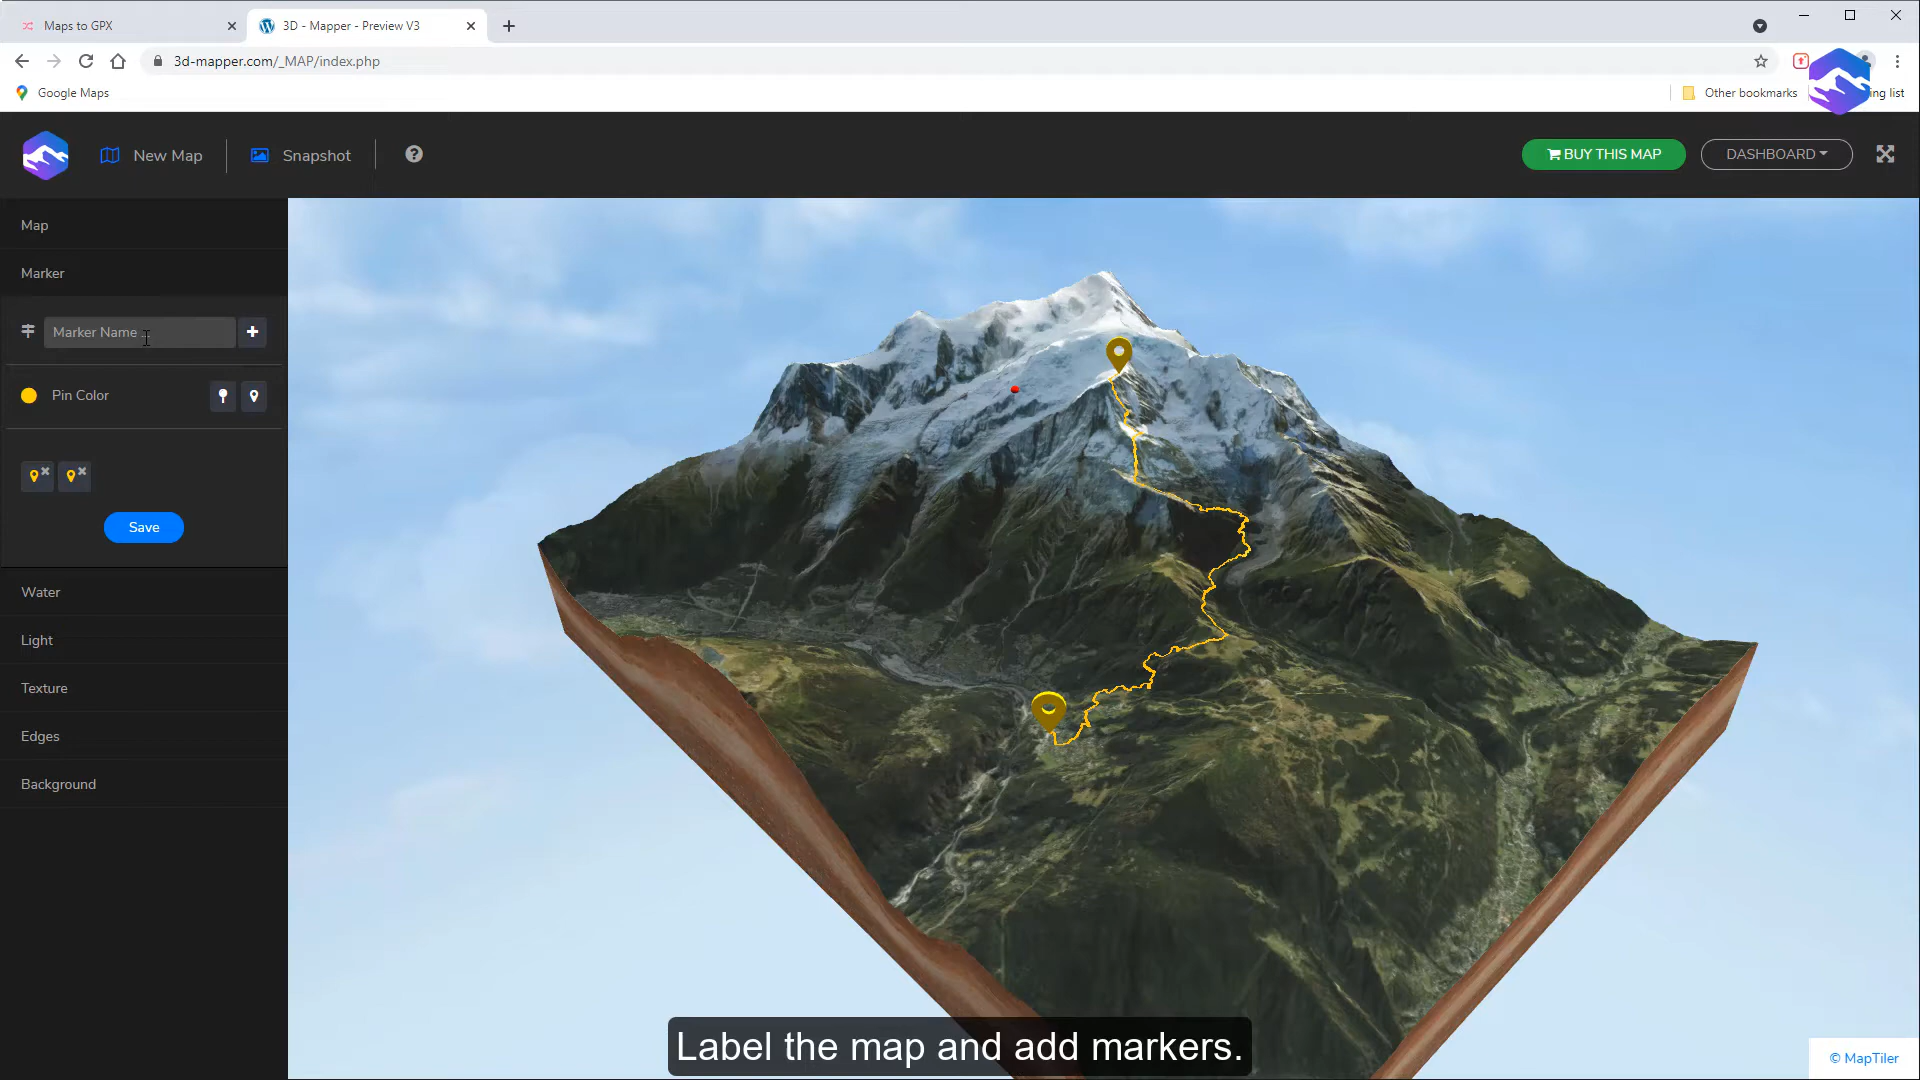 Maps to GPX
3D - Mapper - Preview V3
3d-mapper.com/_MAP/index.php
Google Maps
Other bookmarks
ing list
New Map
Snapshot
?
BUY THIS MAP
DASHBOARD
Map
Marker
Marker Name
Pin Color
Save
Water
Light
Texture
Edges
Background
Label the map and add markers.
© MapTiler